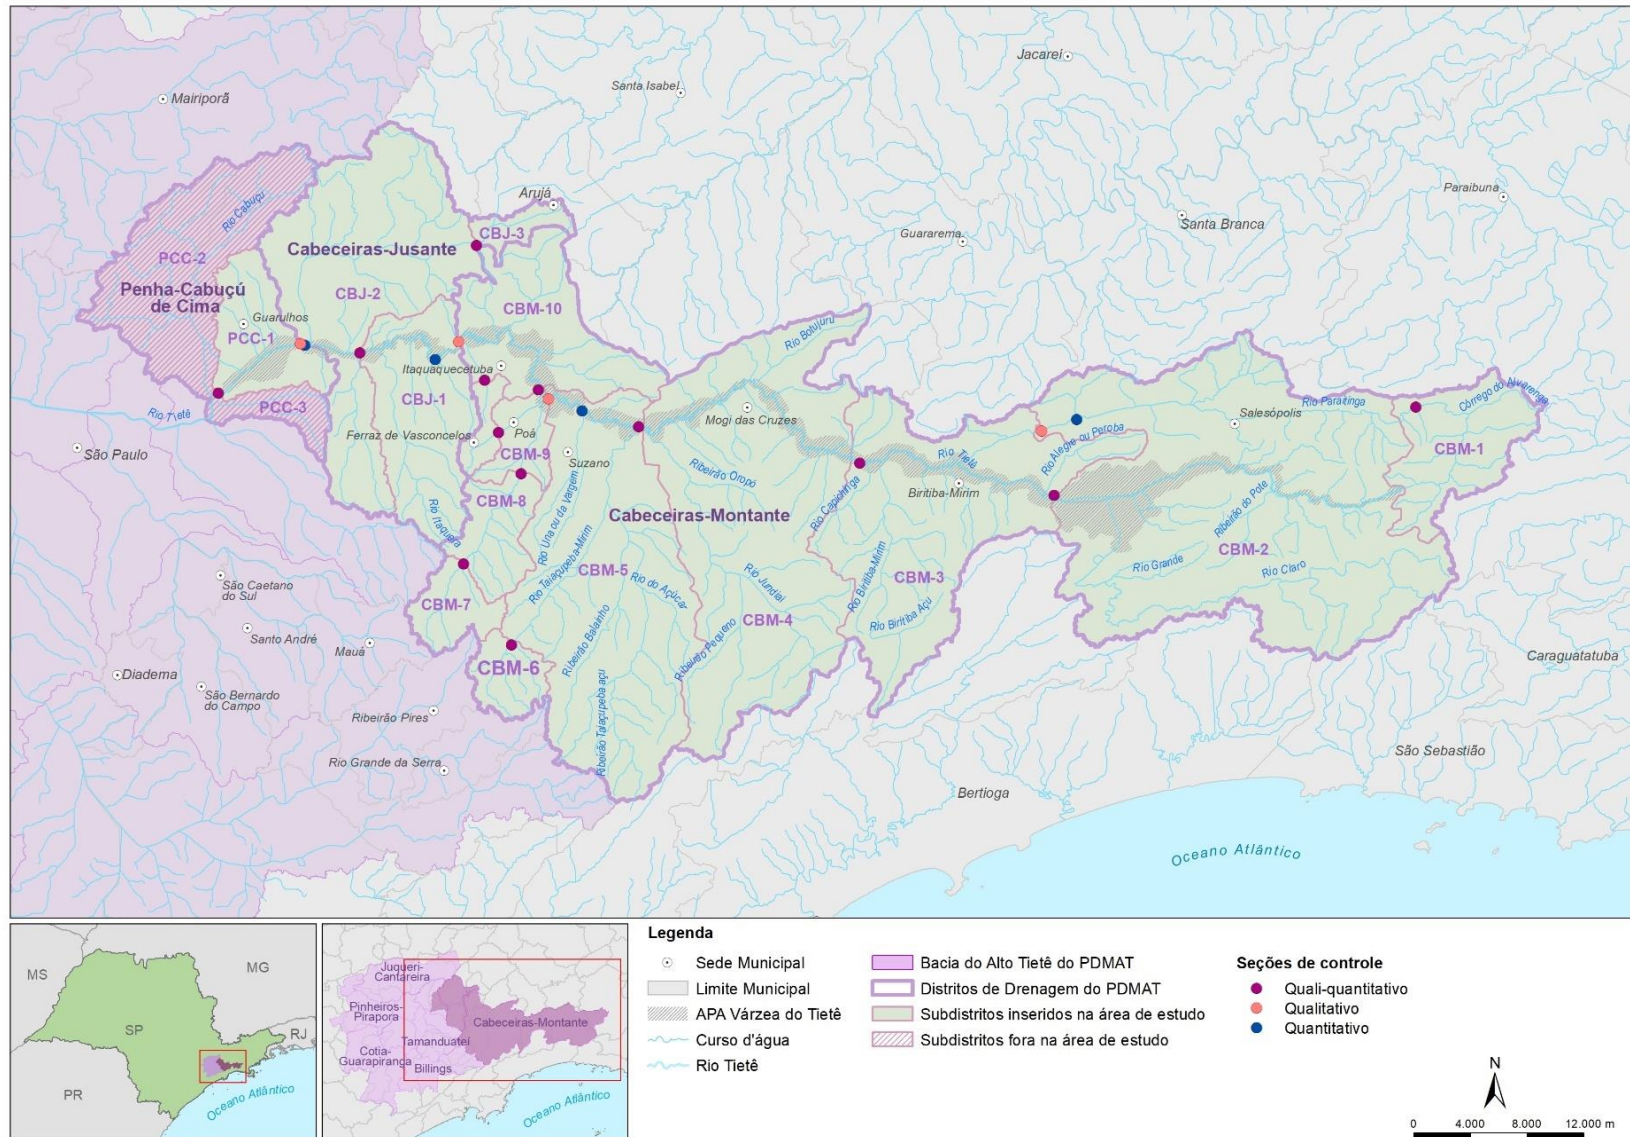 Jacareí
Santa Isabel
Mairiporã
Paraibuna
Arujá
Santa Branca
Rio Cabuçu
Guararema
CBJ-3
Cabeceiras-Jusante
PCC-2
Penha-Cabuçú
de Cima
CBJ-2
CBM-10
Guarulhos
PCC-1
Rio Botujuru
Itaquaquecetuba
Córrego do Alvarenga
CBJ-1
PCC-3
Rio Paraitinga
Rio Tietê
Mogi das Cruzes
Salesópolis
Ferraz de Vasconcelos
Poá
Rio Alegre ou Peroba
São Paulo
CBM-9
Suzano
Rio Tietê
CBM-1
Ribeirão Oropó
CBM-8
Biritiba-Mirim
Rio Capichinga
Ribeirão do Pote
Rio Itaquera
Rio Una ou da Vargem
Cabeceiras-Montante
CBM-2
Rio Taiaçupeba-Mirim
CBM-5
Rio Grande
Rio Claro
São Caetano
do Sul
Rio do Açúcar
Rio Jundiaí
Rio Biritiba-Mirim
CBM-3
CBM-7
Rio Biritiba Açu
CBM-4
Santo André
Mauá
Ribeirão Balainho
Ribeirão Pequeno
CBM-6
Caraguatatuba
Diadema
São Bernardo
do Campo
Ribeirão Pires
Ribeirão Taiaçupeba açu
São Sebastião
Rio Grande da Serra
Bertioga
Oceano Atlântico
MS
MG
SP
RJ
PR
Oceano Atlântico
Juqueri-
Cantareira
Pinheiros-
Pirapora
Cabeceiras-Montante
Tamanduateí
Cotia-
Guarapiranga
Billings
Oceano Atlântico
Legenda
Sede Municipal
Limite Municipal
APA Várzea do Tietê
Curso d'água
Rio Tietê
Bacia do Alto Tietê do PDMAT
Distritos de Drenagem do PDMAT
Subdistritos inseridos na área de estudo
Subdistritos fora na área de estudo
Seções de controle
Quali-quantitativo
Qualitativo
Quantitativo
N
0 4.000 8.000 12.000 m